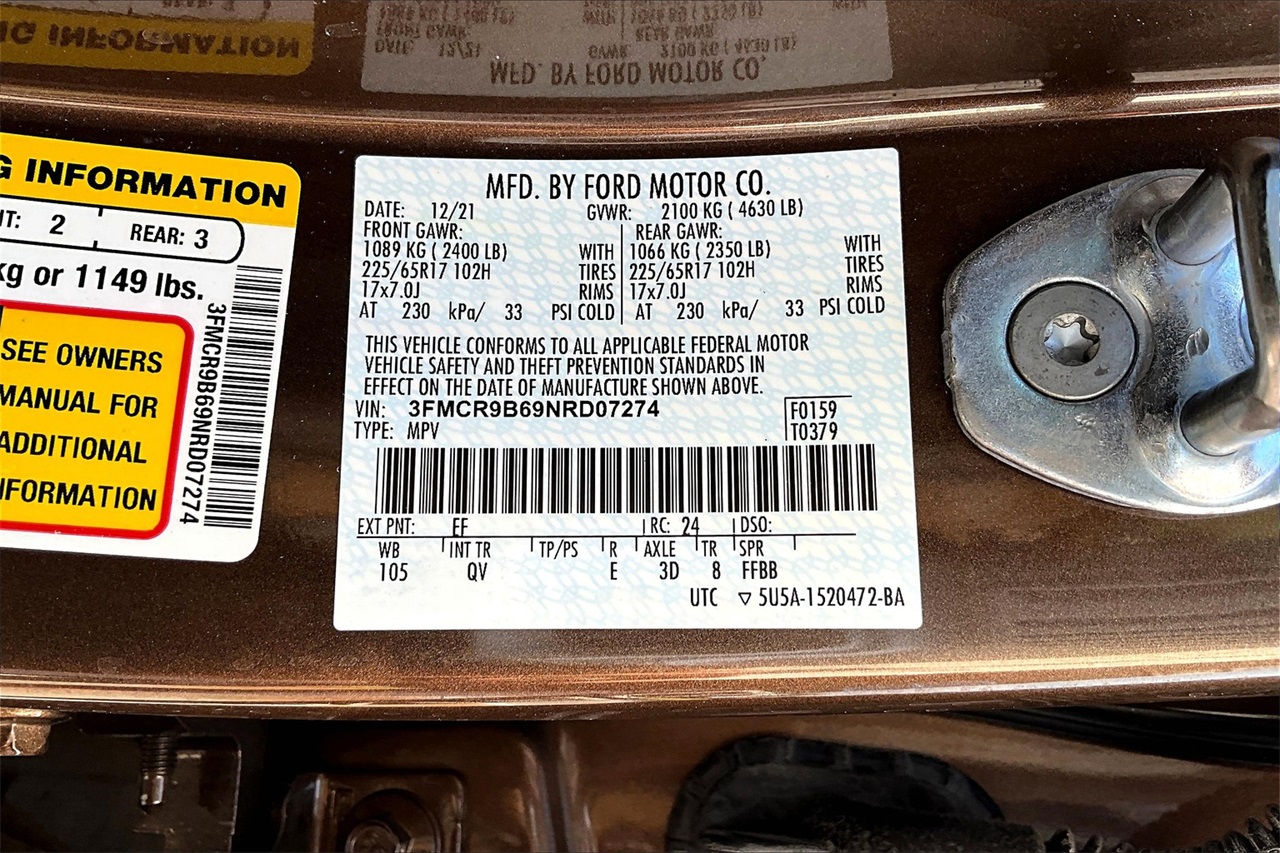 G INFORMATION
NT: 2 REAR: 3
kg or 1149 lbs.
SEE OWNERS
MANUAL FOR
ADDITIONAL
INFORMATION
3FMCR9B69NRD07274
MFD. BY FORD MOTOR CO.
DATE: 12/21 GVWR: 2100 KG ( 4630 LB)
FRONT GAWR: REAR GAWR:
1089 KG ( 2400 LB) WITH 1066 KG ( 2350 LB) WITH
225/65R17 102H TIRES 225/65R17 102H TIRES
17x7.0J RIMS 17x7.0J RIMS
AT 230 kPa/ 33 PSI COLD AT 230 kPa/ 33 PSI COLD
THIS VEHICLE CONFORMS TO ALL APPLICABLE FEDERAL MOTOR
VEHICLE SAFETY AND THEFT PREVENTION STANDARDS IN
EFFECT ON THE DATE OF MANUFACTURE SHOWN ABOVE.
VIN: 3FMCR9B69NRD07274 F0159
TYPE: MPV T0379
EXT PNT: EF RC: 24 DSO:
WB INT TR TP/PS R AXLE TR SPR
105 QV E 3D 8 FFBB
UTC ▽ 5U5A-1520472-BA